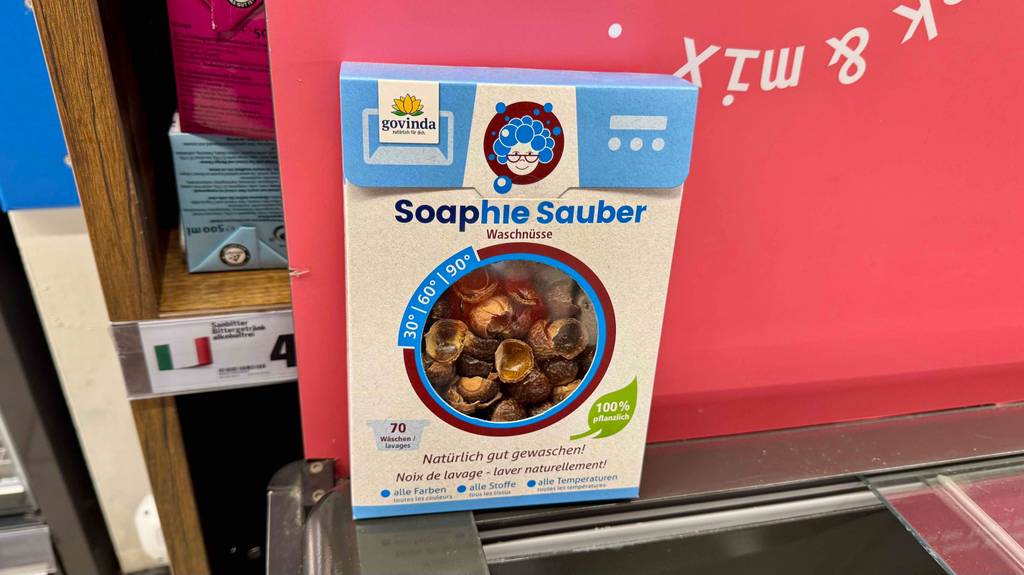 & mix
govinda
natürlich für dich.
Soaphie Sauber
Waschnüsse
30° | 60° | 90°
100%
pflanzlich
70
Wäschen /
lavages
Natürlich gut gewaschen!
Noix de lavage - laver naturellement!
alle Farben
toutes les couleurs
alle Stoffe
tous les tissus
alle Temperaturen
toutes les températures
500 ml
Sanbitter
Bittergetränk
alkoholfrei
4